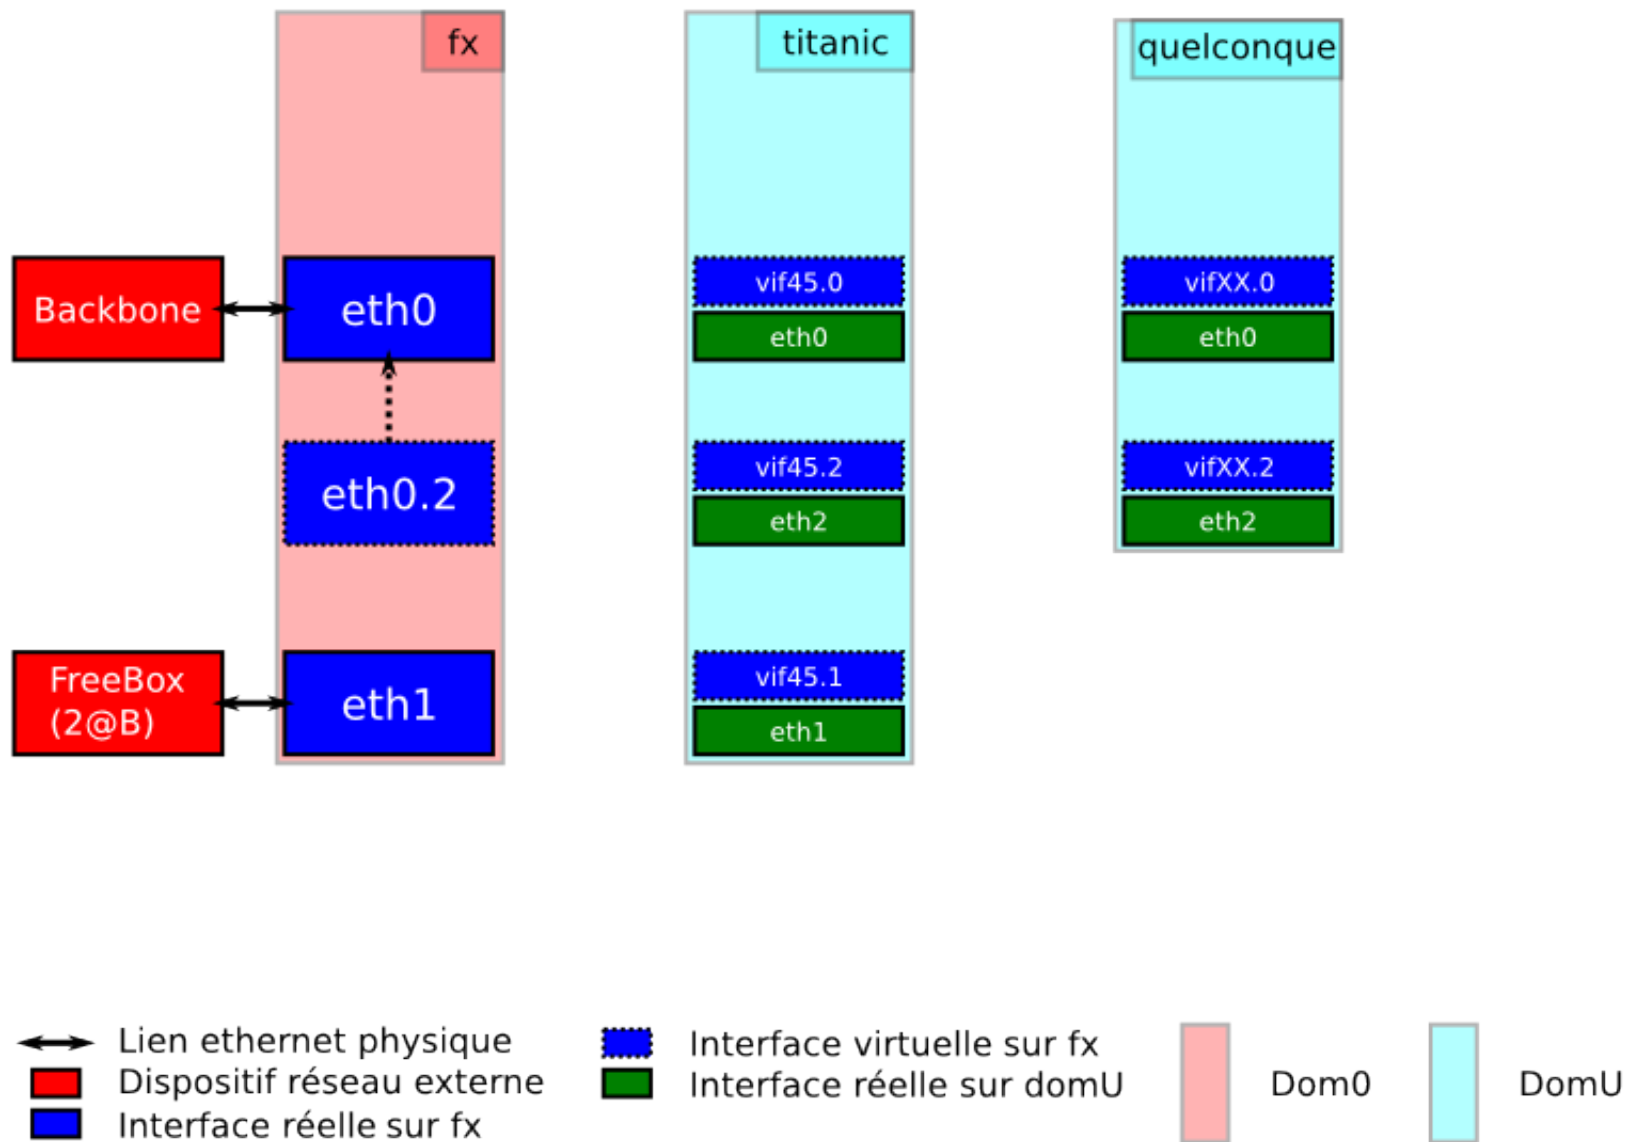 fx
titanic
quelconque
Backbone
eth0
vif45.0
eth0
vifXX.0
eth0
eth0.2
vif45.2
eth2
vifXX.2
eth2
FreeBox
(2@B)
eth1
vif45.1
eth1
Lien ethernet physique
Dispositif réseau externe
Interface réelle sur fx
Interface virtuelle sur fx
Interface réelle sur domU
Dom0
DomU